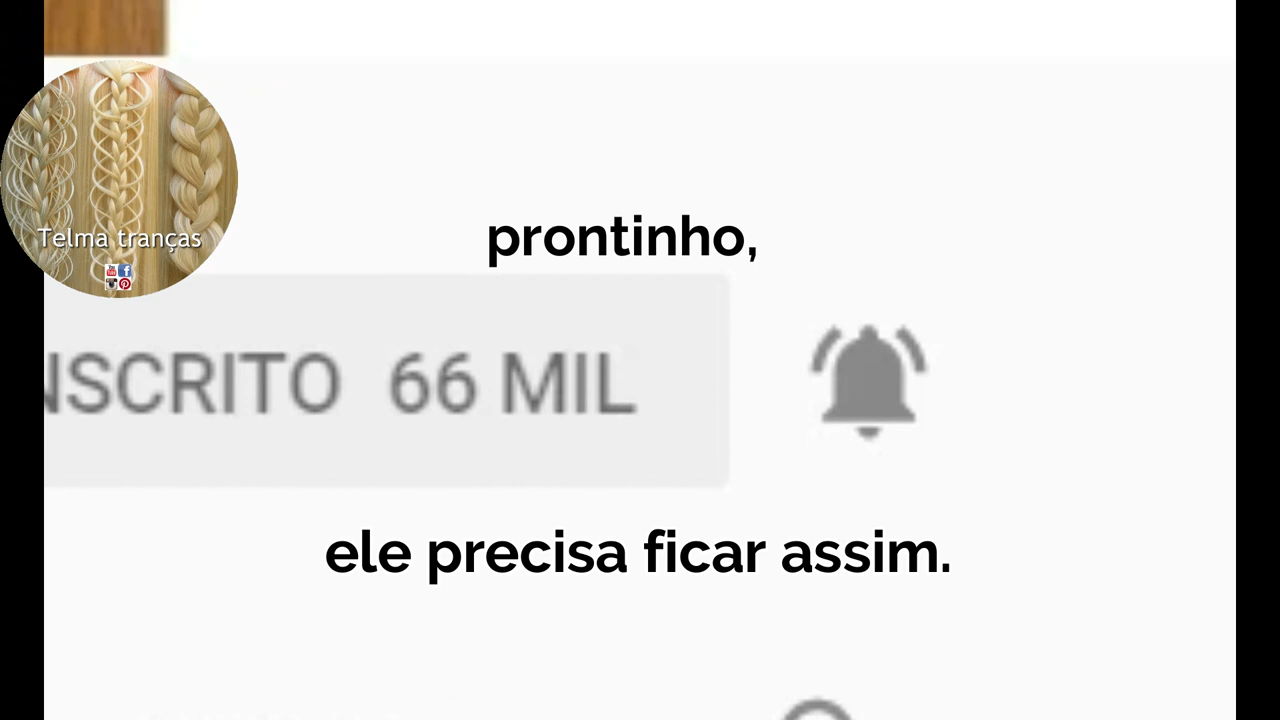 Telma tranças
prontinho,
NSCRITO 66 MIL
ele precisa ficar assim.